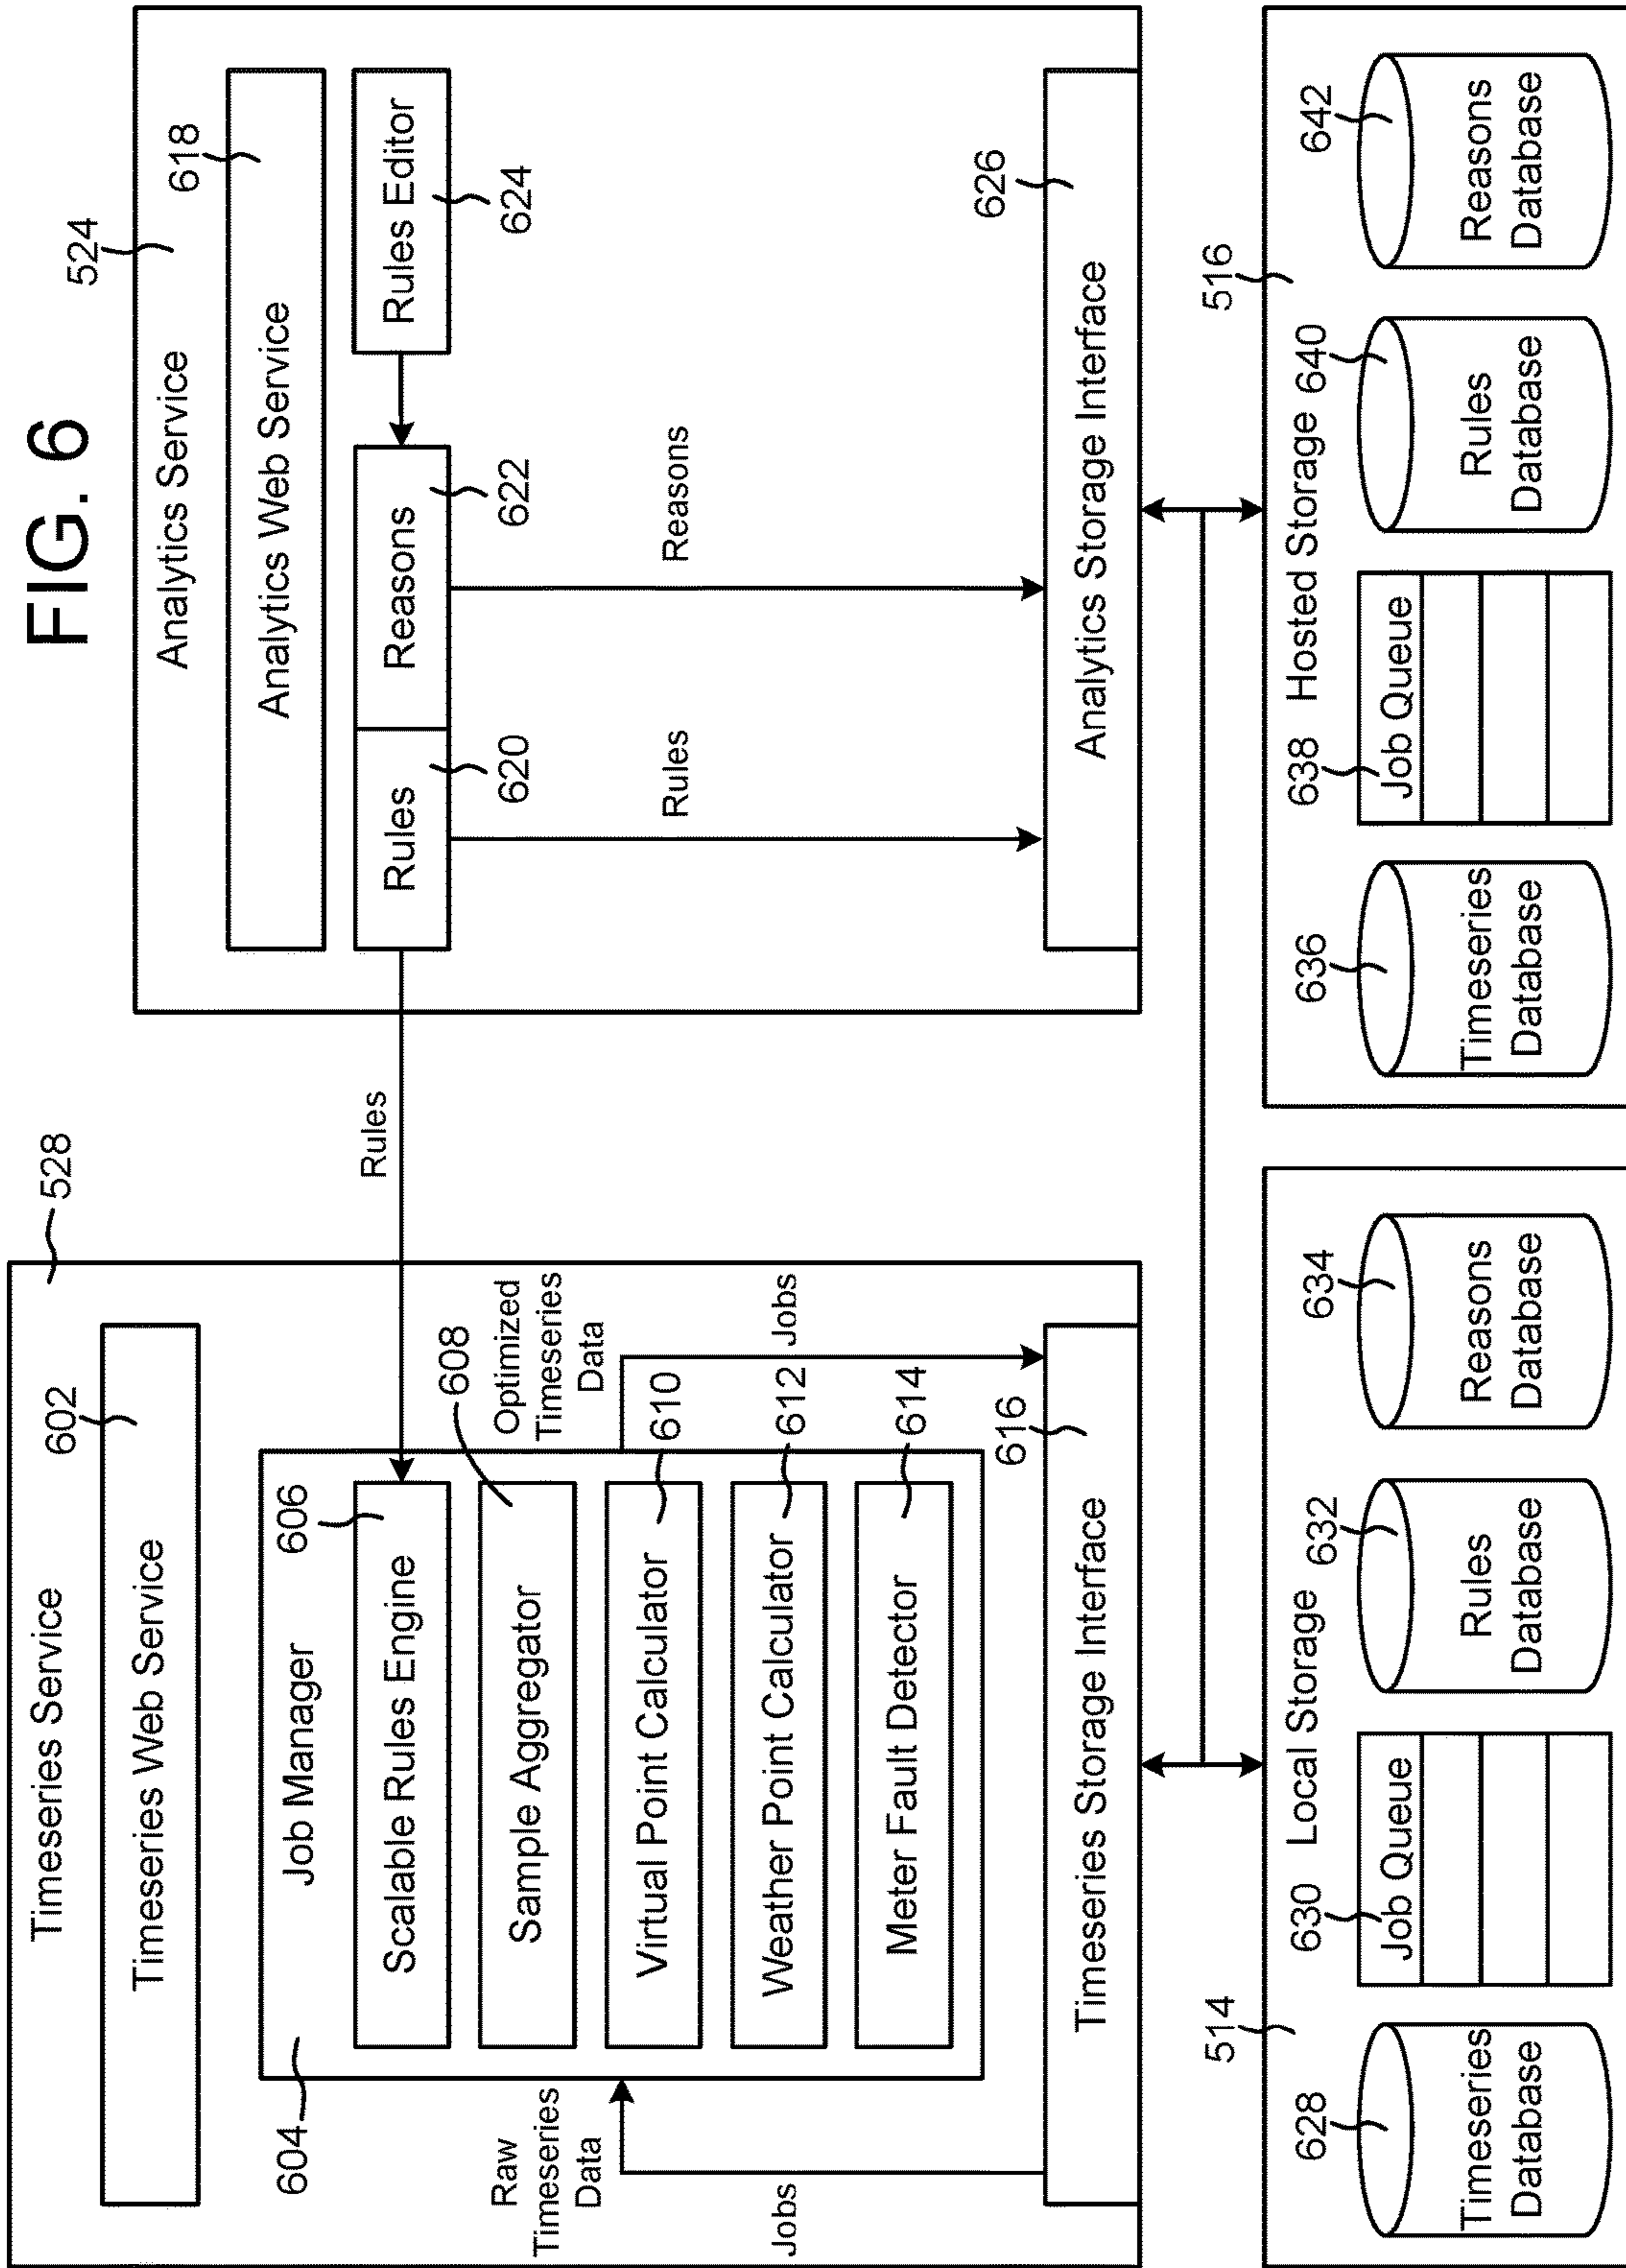 FIG. 6
528
524
Timeseries Service
602
Timeseries Web Service
604
Job Manager
606
Scalable Rules Engine
608
Sample Aggregator
610
Virtual Point Calculator
612
Weather Point Calculator
614
Meter Fault Detector
Raw
Timeseries
Data
Jobs
Optimized
Timeseries
Data
Jobs
616
Timeseries Storage Interface
Rules
Analytics Service
618
Analytics Web Service
Rules
620
Reasons
622
Rules Editor
624
Rules
Reasons
626
Analytics Storage Interface
514
Local Storage
628
Timeseries
Database
630
Job Queue
632
Rules
Database
634
Reasons
Database
516
Hosted Storage
636
Timeseries
Database
638
Job Queue
640
Rules
Database
642
Reasons
Database